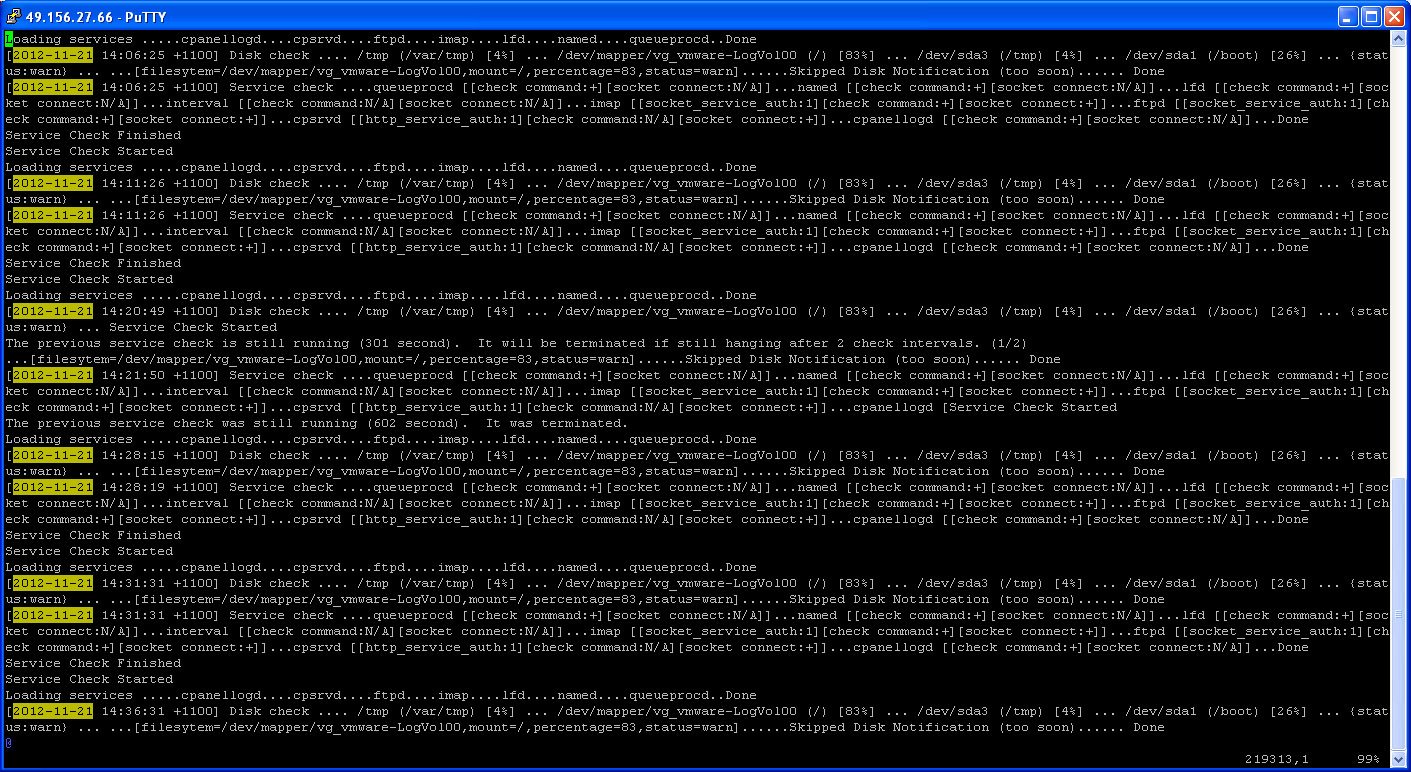 49.156.27.66 - PuTTY
Loading services .....cpanellogd....cpsrvd....ftpd....imap....lfd....named....queueprocd..Done
[2012-11-21 14:06:25 +1100] Disk check .... /tmp (/var/tmp) [4%] ... /dev/mapper/vg_vmware-LogVol00 (/) [83%] ... /dev/sda3 (/tmp) [4%] ... /dev/sda1 (/boot) [26%] ... {stat
us:warn} ... ...[filesytem=/dev/mapper/vg_vmware-LogVol00,mount=/,percentage=83,status=warn]......Skipped Disk Notification (too soon)...... Done
[2012-11-21 14:06:25 +1100] Service check ....queueprocd [[check command:+][socket connect:N/A]]...named [[check command:+][socket connect:N/A]]...lfd [[check command:+][soc
ket connect:N/A]]...interval [[check command:N/A][socket connect:N/A]]...imap [[socket_service_auth:1][check command:+][socket connect:+]]...ftpd [[socket_service_auth:1][ch
eck command:+][socket connect:+]]...cpsrvd [[http_service_auth:1][check command:N/A][socket connect:+]]...cpanellogd [[check command:+][socket connect:N/A]]...Done
Service Check Finished
Service Check Started
Loading services .....cpanellogd....cpsrvd....ftpd....imap....lfd....named....queueprocd..Done
[2012-11-21 14:11:26 +1100] Disk check .... /tmp (/var/tmp) [4%] ... /dev/mapper/vg_vmware-LogVol00 (/) [83%] ... /dev/sda3 (/tmp) [4%] ... /dev/sda1 (/boot) [26%] ... {stat
us:warn} ... ...[filesytem=/dev/mapper/vg_vmware-LogVol00,mount=/,percentage=83,status=warn]......Skipped Disk Notification (too soon)...... Done
[2012-11-21 14:11:26 +1100] Service check ....queueprocd [[check command:+][socket connect:N/A]]...named [[check command:+][socket connect:N/A]]...lfd [[check command:+][soc
ket connect:N/A]]...interval [[check command:N/A][socket connect:N/A]]...imap [[socket_service_auth:1][check command:+][socket connect:+]]...ftpd [[socket_service_auth:1][ch
eck command:+][socket connect:+]]...cpsrvd [[http_service_auth:1][check command:N/A][socket connect:+]]...cpanellogd [[check command:+][socket connect:N/A]]...Done
Service Check Finished
Service Check Started
Loading services .....cpanellogd....cpsrvd....ftpd....imap....lfd....named....queueprocd..Done
[2012-11-21 14:20:49 +1100] Disk check .... /tmp (/var/tmp) [4%] ... /dev/mapper/vg_vmware-LogVol00 (/) [83%] ... /dev/sda3 (/tmp) [4%] ... /dev/sda1 (/boot) [26%] ... {stat
us:warn} ... Service Check Started
The previous service check is still running (301 second).  It will be terminated if still hanging after 2 check intervals. (1/2)
...[filesytem=/dev/mapper/vg_vmware-LogVol00,mount=/,percentage=83,status=warn]......Skipped Disk Notification (too soon)...... Done
[2012-11-21 14:21:50 +1100] Service check ....queueprocd [[check command:+][socket connect:N/A]]...named [[check command:+][socket connect:N/A]]...lfd [[check command:+][soc
ket connect:N/A]]...interval [[check command:N/A][socket connect:N/A]]...imap [[socket_service_auth:1][check command:+][socket connect:+]]...ftpd [[socket_service_auth:1][ch
eck command:+][socket connect:+]]...cpsrvd [[http_service_auth:1][check command:N/A][socket connect:+]]...cpanellogd [Service Check Started
The previous service check was still running (602 second).  It was terminated.
Loading services .....cpanellogd....cpsrvd....ftpd....imap....lfd....named....queueprocd..Done
[2012-11-21 14:28:15 +1100] Disk check .... /tmp (/var/tmp) [4%] ... /dev/mapper/vg_vmware-LogVol00 (/) [83%] ... /dev/sda3 (/tmp) [4%] ... /dev/sda1 (/boot) [26%] ... {stat
us:warn} ... ...[filesytem=/dev/mapper/vg_vmware-LogVol00,mount=/,percentage=83,status=warn]......Skipped Disk Notification (too soon)...... Done
[2012-11-21 14:28:19 +1100] Service check ....queueprocd [[check command:+][socket connect:N/A]]...named [[check command:+][socket connect:N/A]]...lfd [[check command:+][soc
ket connect:N/A]]...interval [[check command:N/A][socket connect:N/A]]...imap [[socket_service_auth:1][check command:+][socket connect:+]]...ftpd [[socket_service_auth:1][ch
eck command:+][socket connect:+]]...cpsrvd [[http_service_auth:1][check command:N/A][socket connect:+]]...cpanellogd [[check command:+][socket connect:N/A]]...Done
Service Check Finished
Service Check Started
Loading services .....cpanellogd....cpsrvd....ftpd....imap....lfd....named....queueprocd..Done
[2012-11-21 14:31:31 +1100] Disk check .... /tmp (/var/tmp) [4%] ... /dev/mapper/vg_vmware-LogVol00 (/) [83%] ... /dev/sda3 (/tmp) [4%] ... /dev/sda1 (/boot) [26%] ... {stat
us:warn} ... ...[filesytem=/dev/mapper/vg_vmware-LogVol00,mount=/,percentage=83,status=warn]......Skipped Disk Notification (too soon)...... Done
[2012-11-21 14:31:31 +1100] Service check ....queueprocd [[check command:+][socket connect:N/A]]...named [[check command:+][socket connect:N/A]]...lfd [[check command:+][soc
ket connect:N/A]]...interval [[check command:N/A][socket connect:N/A]]...imap [[socket_service_auth:1][check command:+][socket connect:+]]...ftpd [[socket_service_auth:1][ch
eck command:+][socket connect:+]]...cpsrvd [[http_service_auth:1][check command:N/A][socket connect:+]]...cpanellogd [[check command:+][socket connect:N/A]]...Done
Service Check Finished
Service Check Started
Loading services .....cpanellogd....cpsrvd....ftpd....imap....lfd....named....queueprocd..Done
[2012-11-21 14:36:31 +1100] Disk check .... /tmp (/var/tmp) [4%] ... /dev/mapper/vg_vmware-LogVol00 (/) [83%] ... /dev/sda3 (/tmp) [4%] ... /dev/sda1 (/boot) [26%] ... {stat
us:warn} ... ...[filesytem=/dev/mapper/vg_vmware-LogVol00,mount=/,percentage=83,status=warn]......Skipped Disk Notification (too soon)...... Done
@
219313,1 99%